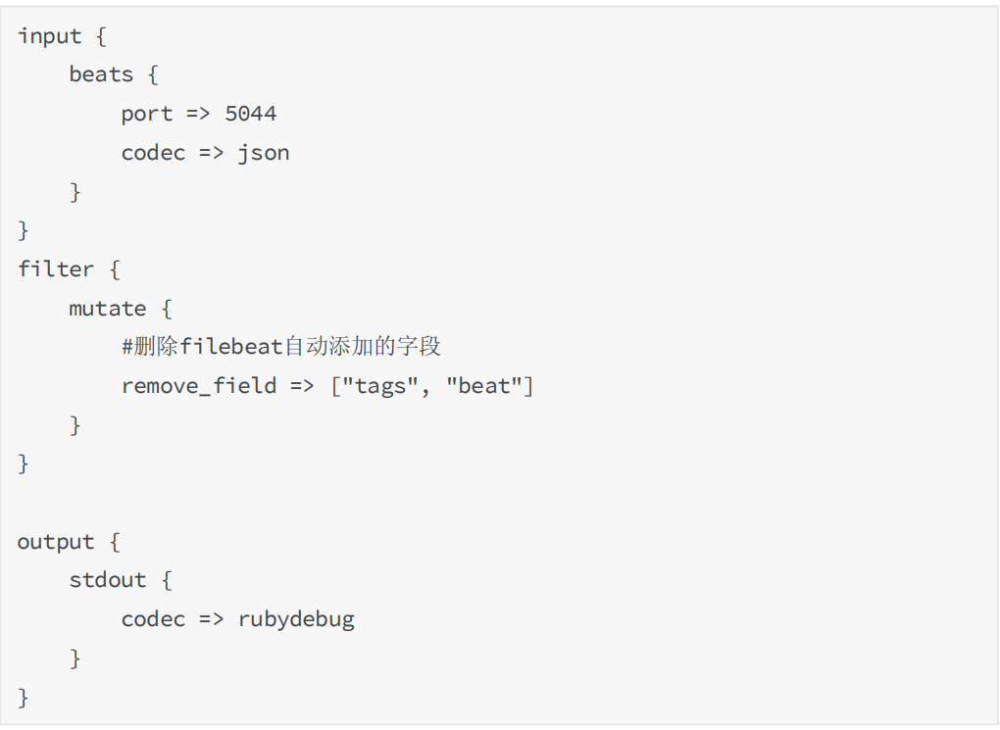 input {
    beats {
        port => 5044
        codec => json
    }
}
filter {
    mutate {
        #删除filebeat自动添加的字段
        remove_field => ["tags", "beat"]
    }
}

output {
    stdout {
        codec => rubydebug
    }
}